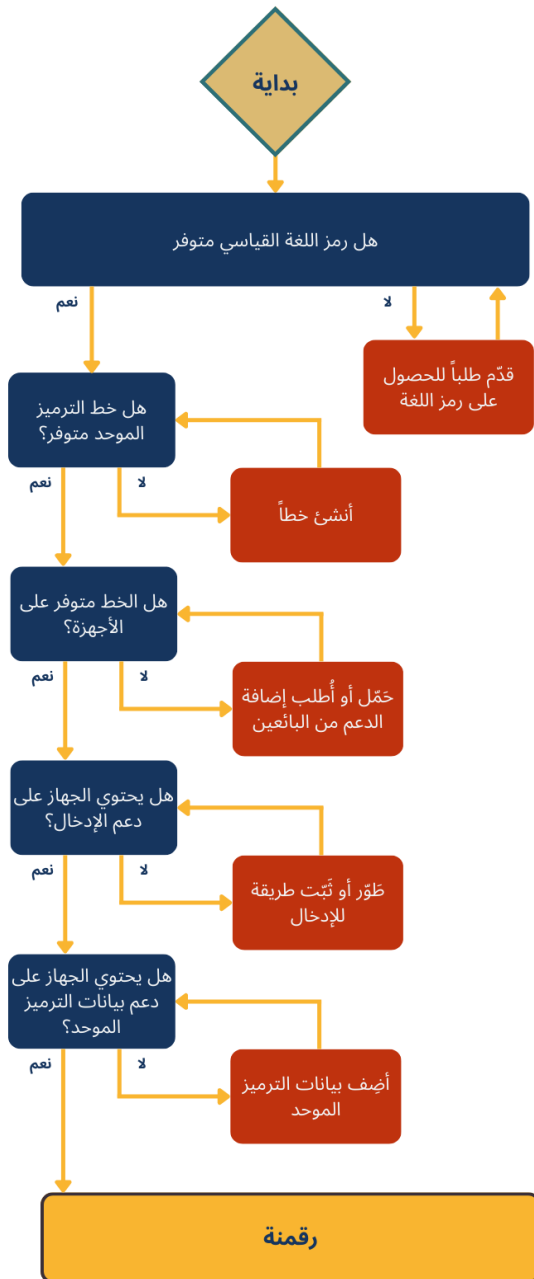 بداية
هل رمز اللغة القياسي متوفر
نعم
لا
قدّم طلباً للحصول
على رمز اللغة
هل خط الترميز
الموحد متوفر؟
نعم
لا
أنشئ خطاً
هل الخط متوفر على
الأجهزة؟
نعم
لا
حَمّل أو أُطلب إضافة
الدعم من البائعين
هل يحتوي الجهاز على
دعم الإدخال؟
نعم
لا
طَوّر أو ثَبّت طريقة
للإدخال
هل يحتوي الجهاز على
دعم بيانات الترميز
الموحد؟
نعم
لا
أضِف بيانات الترميز
الموحد
رقمنة